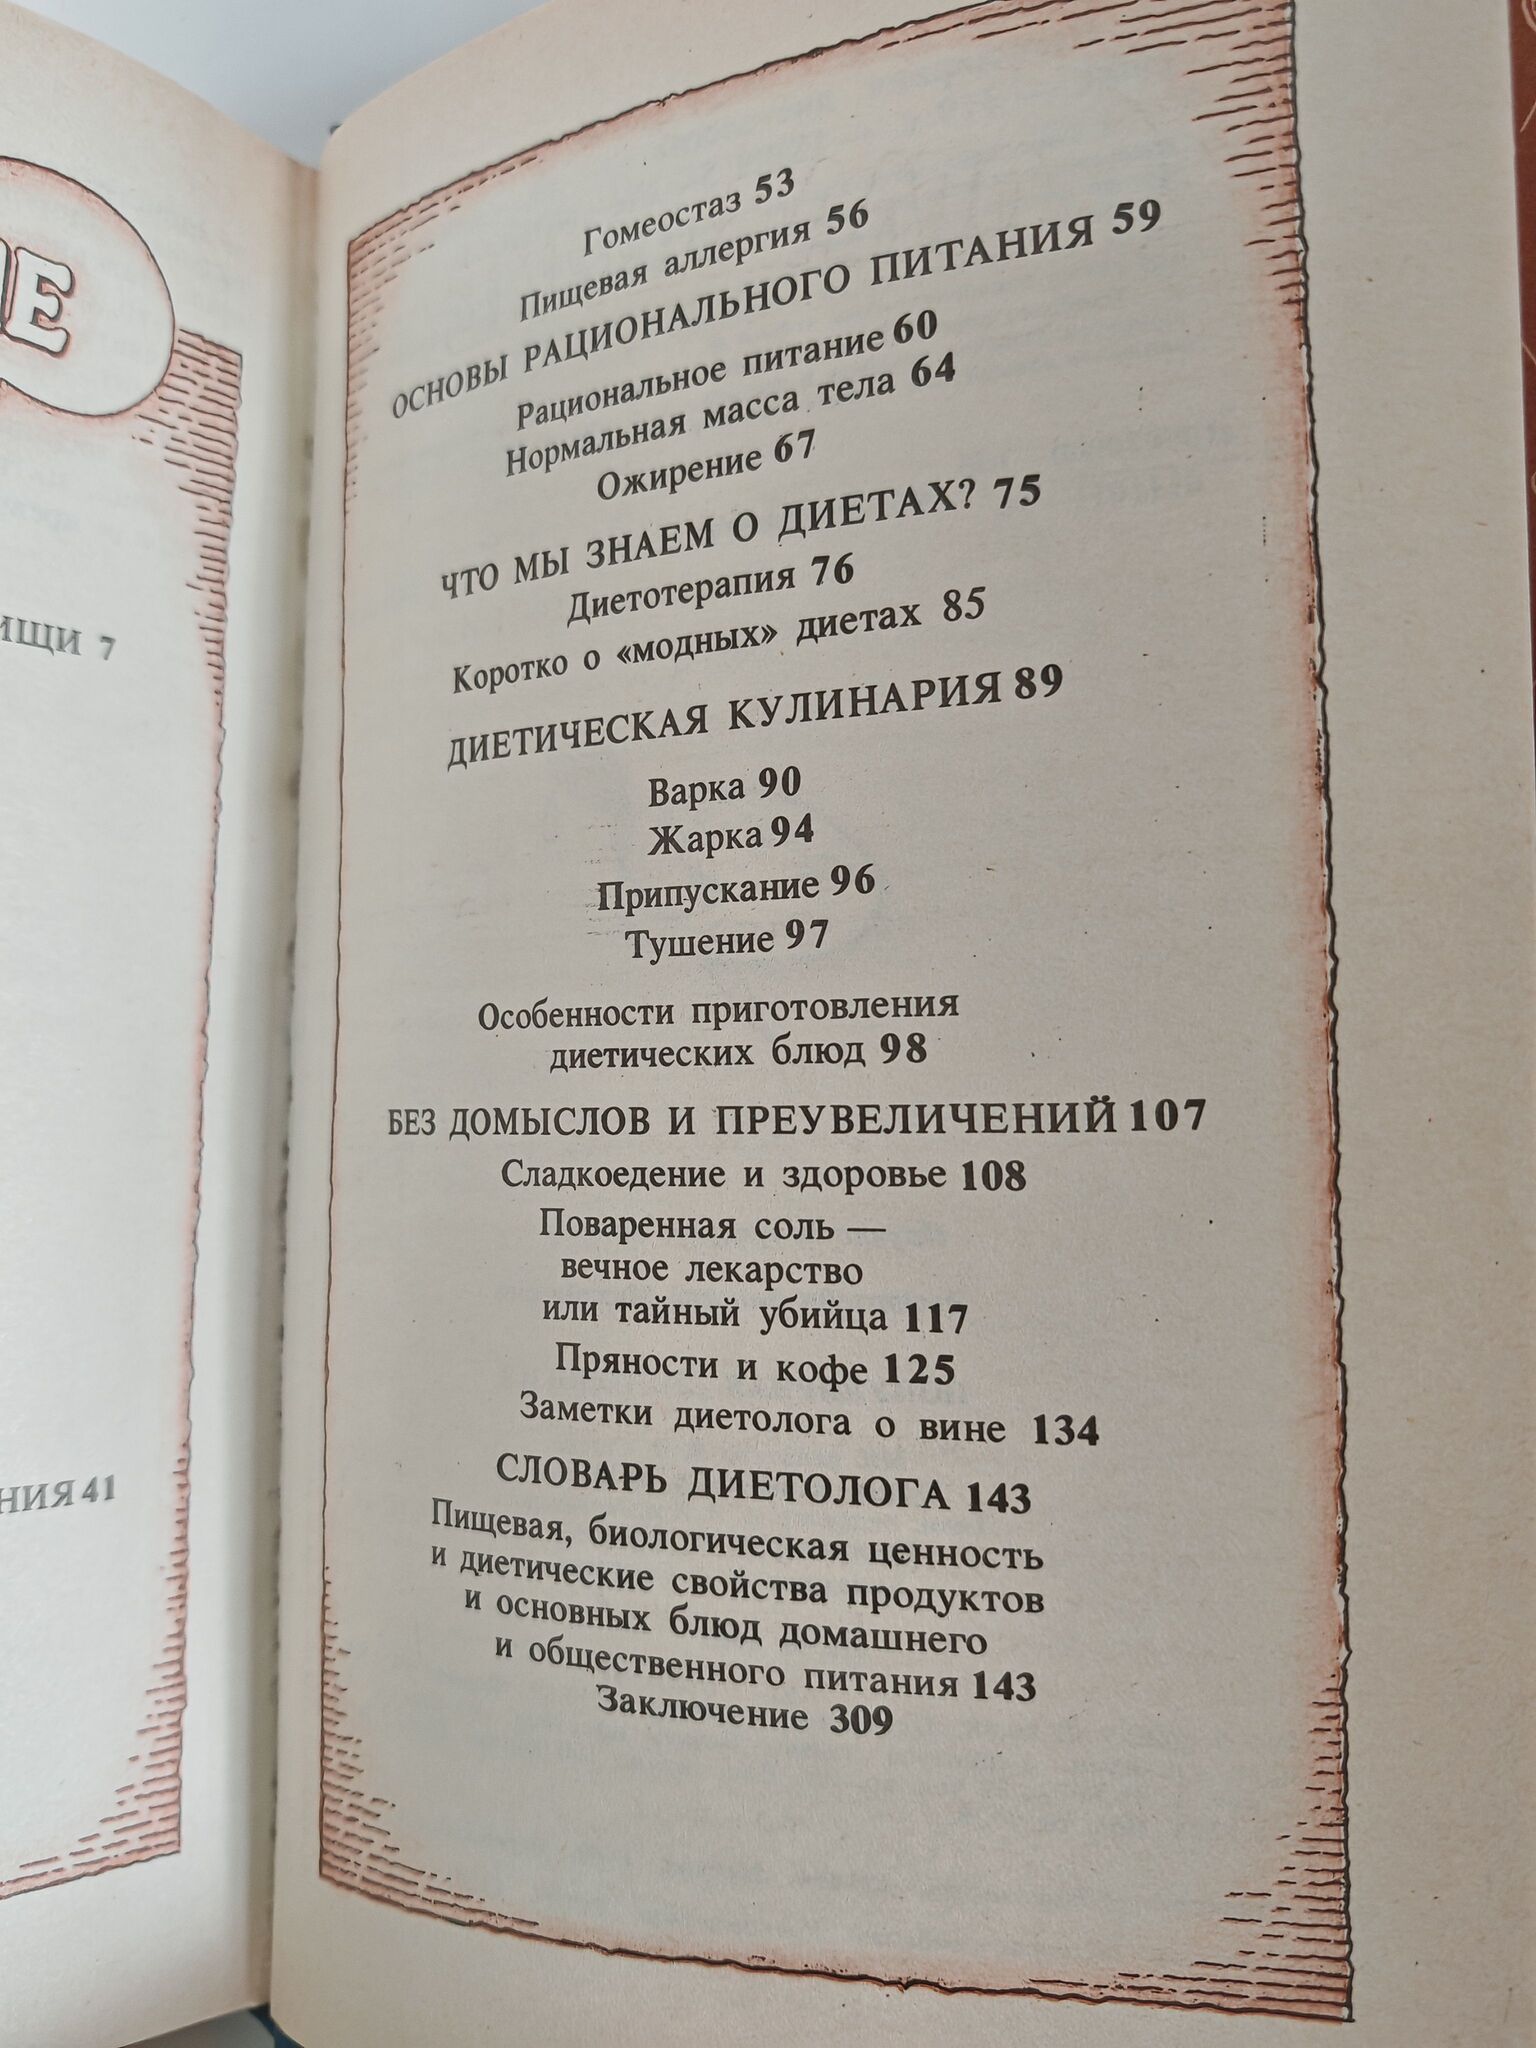 ИЕ
ИЩИ 7
НИЯ 41
Гомеостаз 53
Пищевая аллергия 56
ОСНОВЫ РАЦИОНАЛЬНОГО ПИТАНИЯ 59
Рациональное питание 60
Нормальная масса тела 64
Ожирение 67
ЧТО МЫ ЗНАЕМ О ДИЕТАХ? 75
Диетотерапия 76
Коротко о «модных» диетах 85
ДИЕТИЧЕСКАЯ КУЛИНАРИЯ 89
Варка 90
Жарка 94
Припускание 96
Тушение 97
Особенности приготовления
диетических блюд 98
БЕЗ ДОМЫСЛОВ И ПРЕУВЕЛИЧЕНИЙ 107
Сладкоедение и здоровье 108
Поваренная соль —
вечное лекарство
или тайный убийца 117
Пряности и кофе 125
Заметки диетолога о вине 134
СЛОВАРЬ ДИЕТОЛОГА 143
Пищевая, биологическая ценность
и диетические свойства продуктов
и основных блюд домашнего
и общественного питания 143
Заключение 309